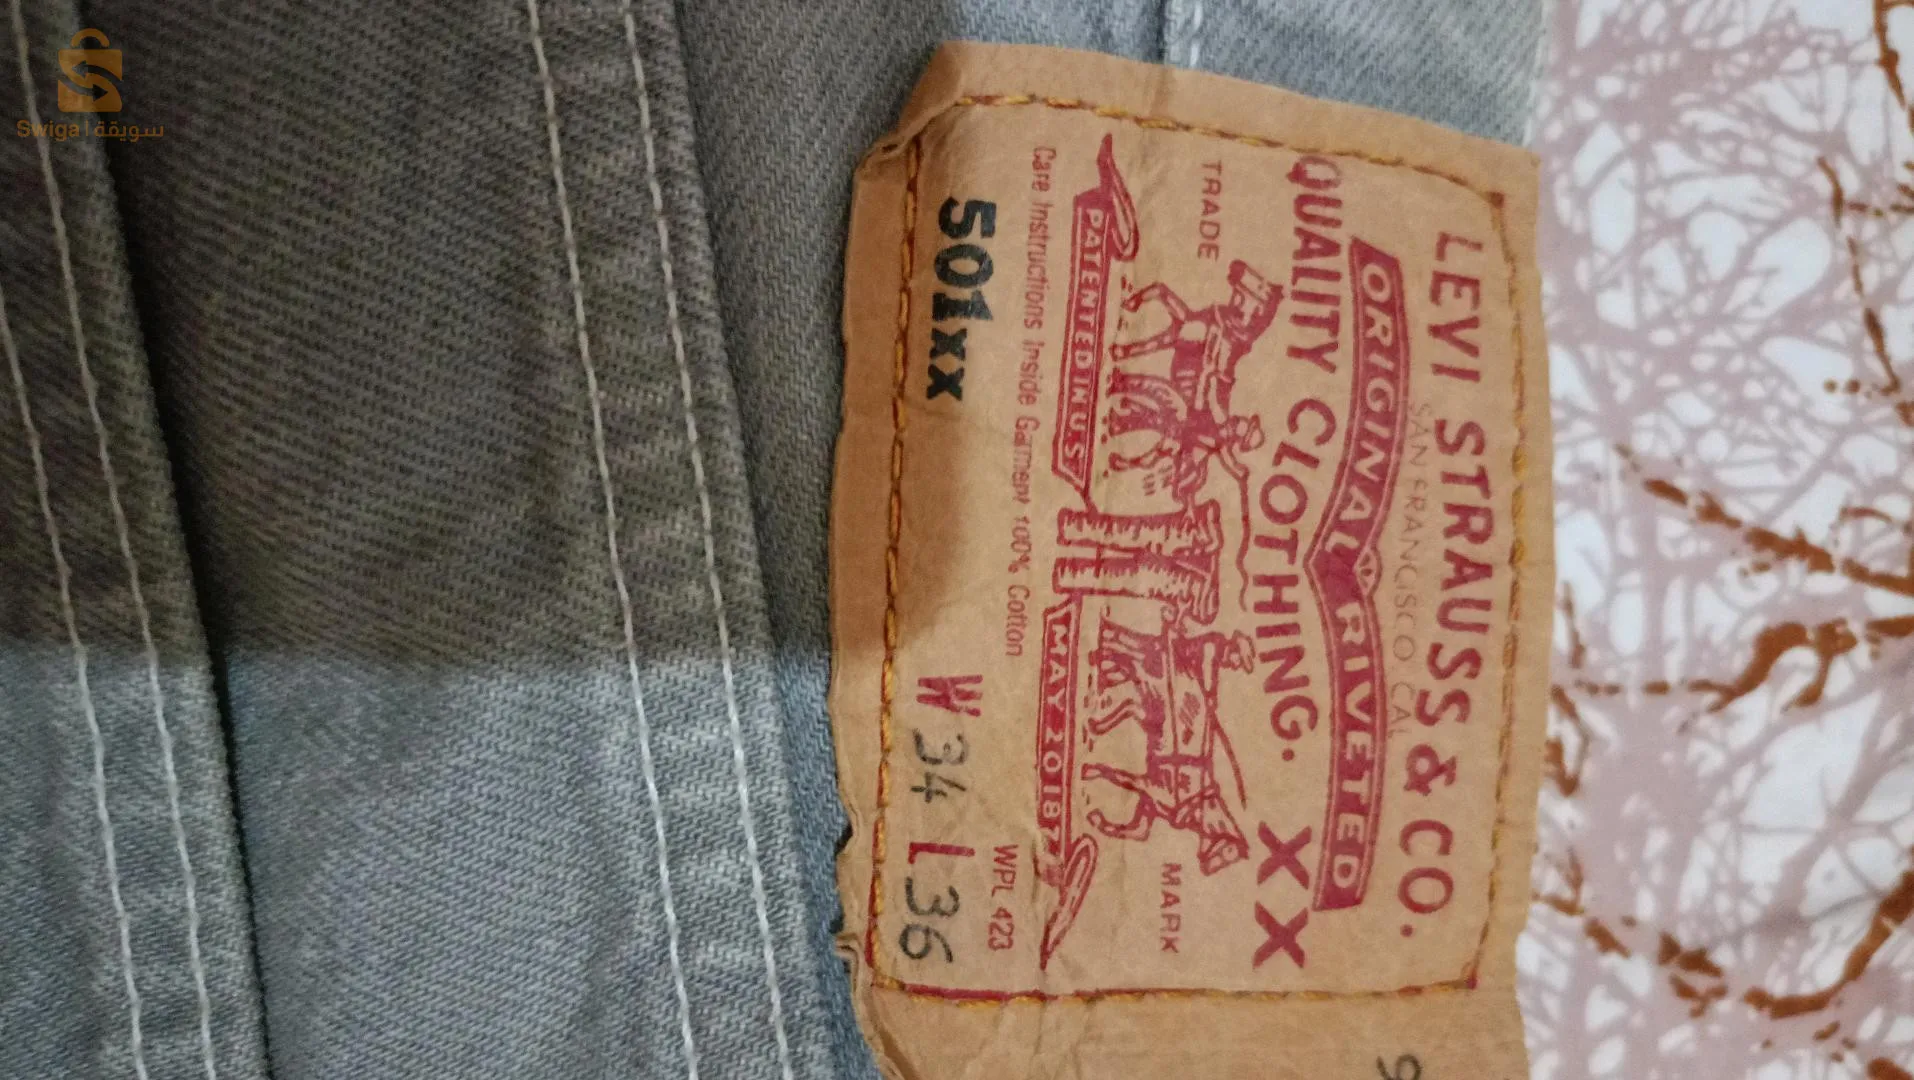 Swiga | سويقة
LEVI STRAUSS & CO.
SAN FRANCISCO CAL
ORIGINAL RIVETED
QUALITY CLOTHING. XX
TRADE MARK
PATENTED IN U S MAY 20 1873
Care Instructions Inside Garment 100% Cotton
WPL 423
501xx W 34 L 36